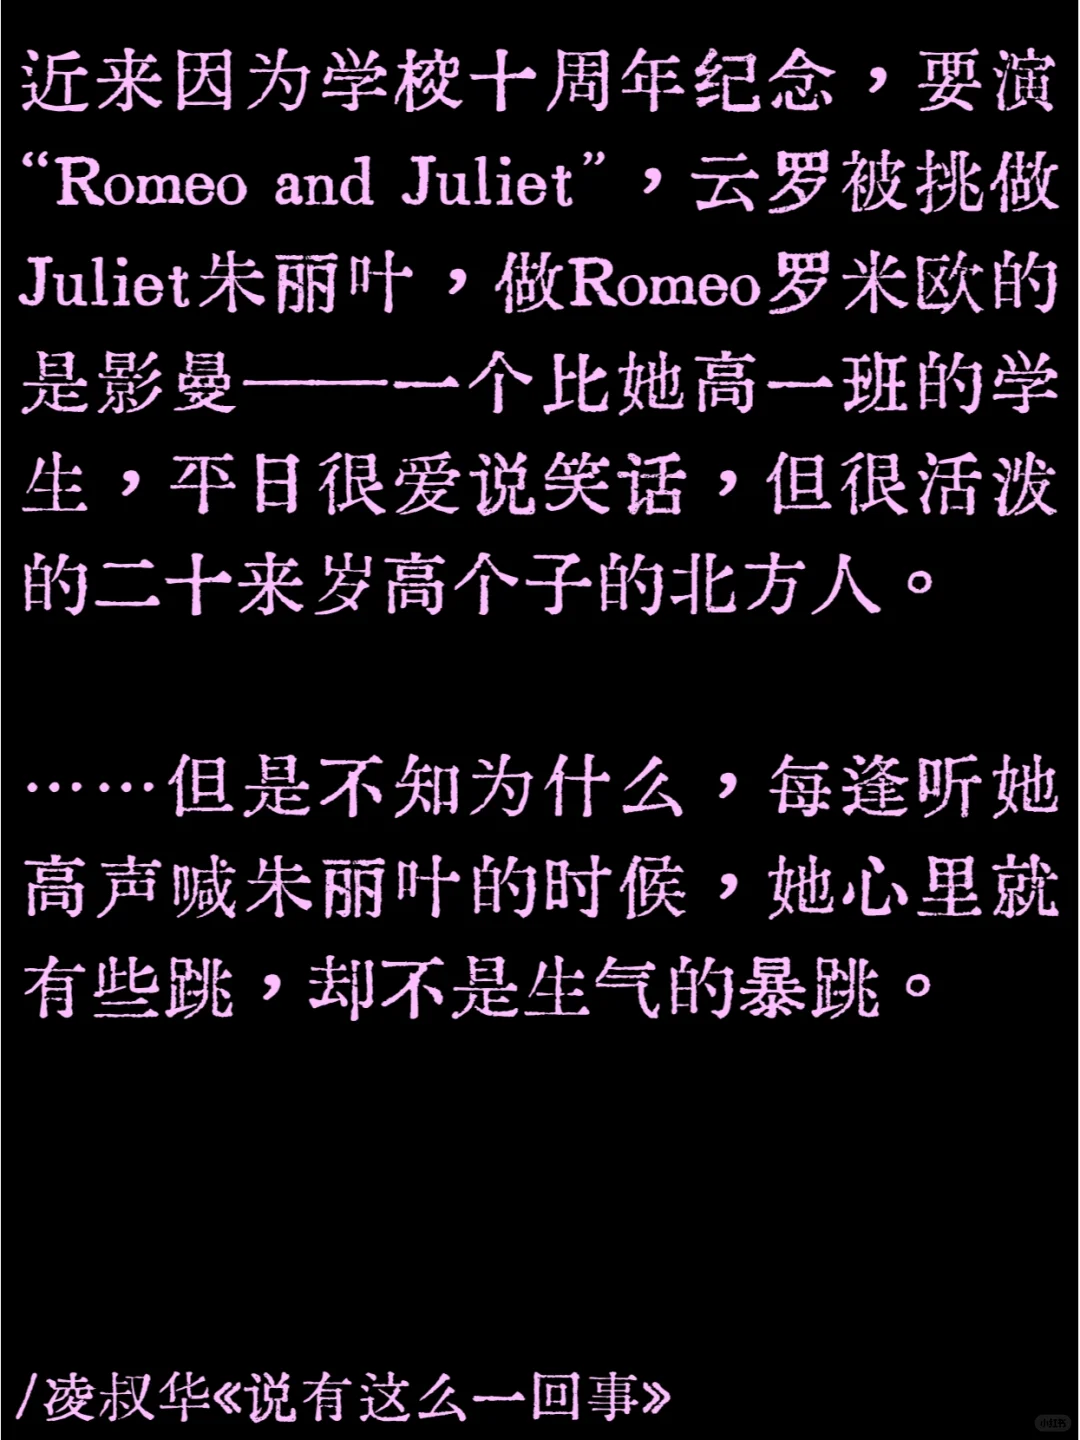 近来因为学校十周年纪念，要演
“Romeo and Juliet”，云罗被挑做
Juliet朱丽叶，做Romeo罗米欧的
是影曼——一个比她高一班的学
生，平日很爱说笑话，但很活泼
的二十来岁高个子的北方人。
……但是不知为什么，每逢听她
高声喊朱丽叶的时候，她心里就
有些跳，却不是生气的暴跳。
/凌叔华《说有这么一回事》
小红书